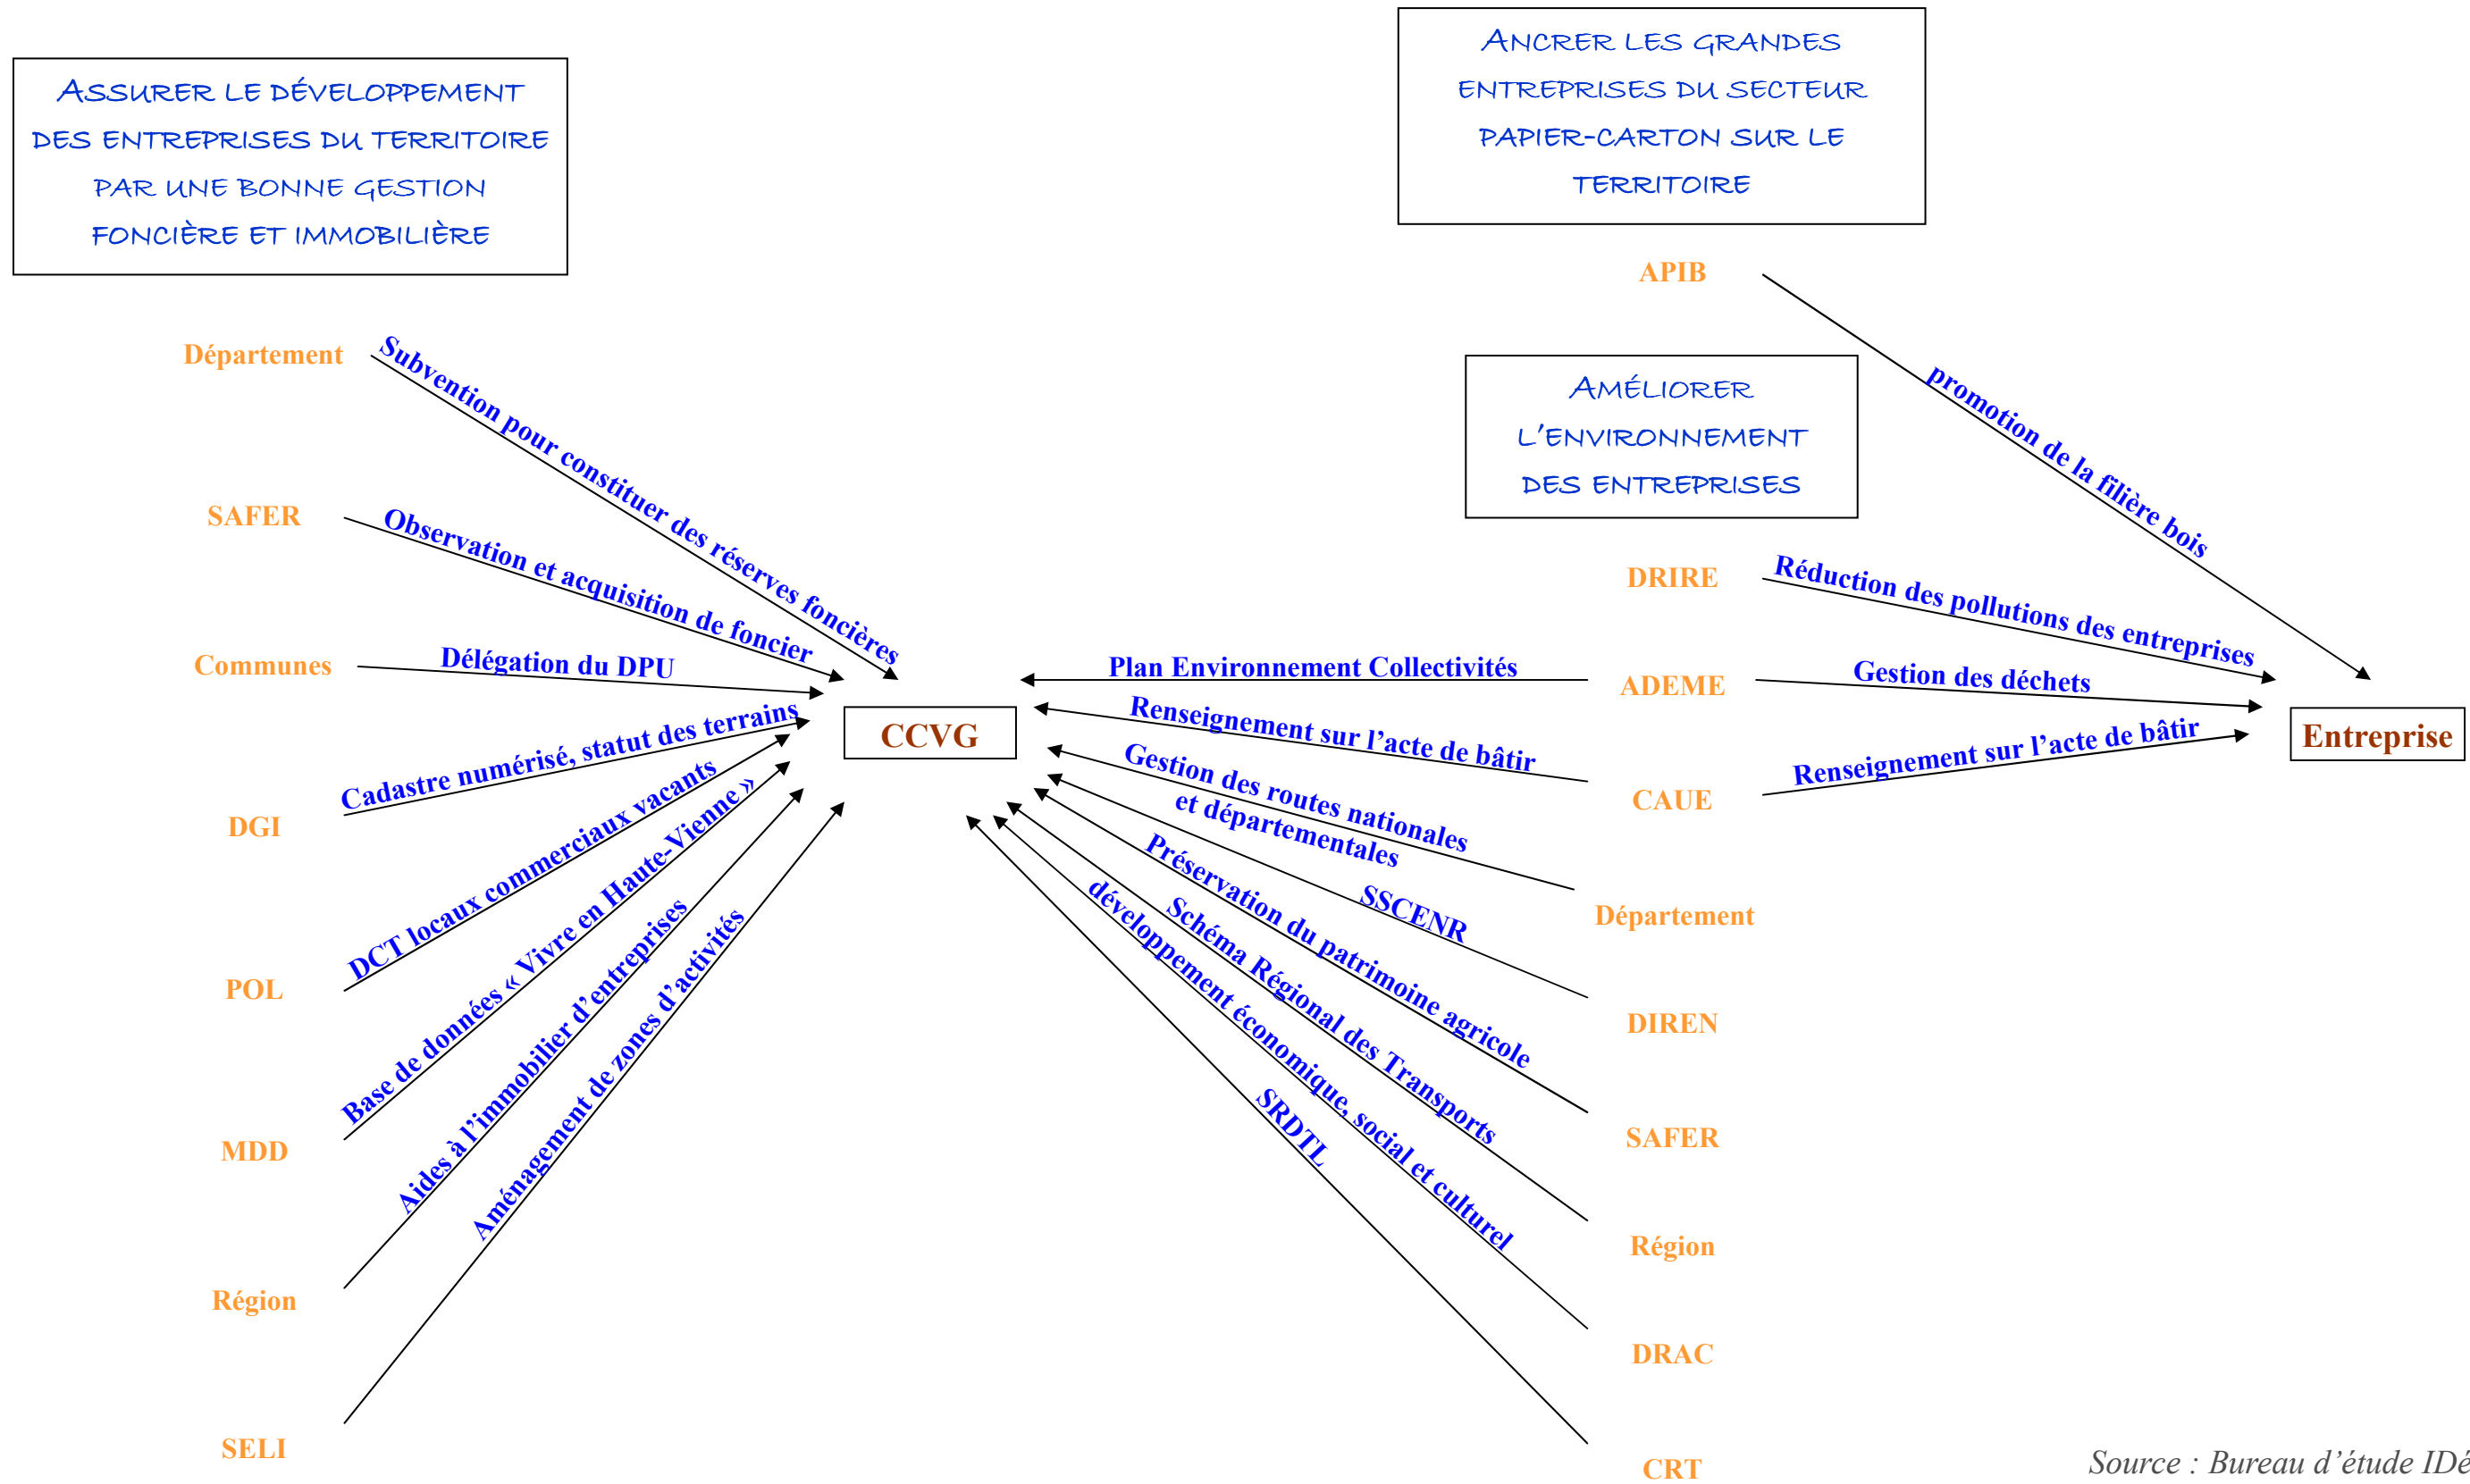 ASSURER LE DÉVELOPPEMENT
DES ENTREPRISES DU TERRITOIRE
PAR UNE BONNE GESTION
FONCIÈRE ET IMMOBILIÈRE
ANCRER LES GRANDES
ENTREPRISES DU SECTEUR
PAPIER-CARTON SUR LE
TERRITOIRE
APIB
promotion de la filière bois
AMÉLIORER
L'ENVIRONNEMENT
DES ENTREPRISES
Département
Subvention pour constituer des réserves foncières
SAFER
Observation et acquisition de foncier
Communes
Délégation du DPU
DGI
Cadastre numérisé, statut des terrains
POL
DCT locaux commerciaux vacants
MDD
Base de données « Vivre en Haute-Vienne »
Région
Aides à l'immobilier d'entreprises
SELI
Aménagement de zones d'activités
CCVG
DRIRE
Réduction des pollutions des entreprises
Plan Environnement Collectivités
ADEME
Gestion des déchets
Renseignement sur l'acte de bâtir
CAUE
Renseignement sur l'acte de bâtir
Entreprise
Gestion des routes nationales
et départementales
Département
SSCENR
DIREN
Préservation du patrimoine agricole
SAFER
Schéma Régional des Transports
Région
développement économique, social et culturel
DRAC
SRDTL
CRT
Source : Bureau d'étude IDé